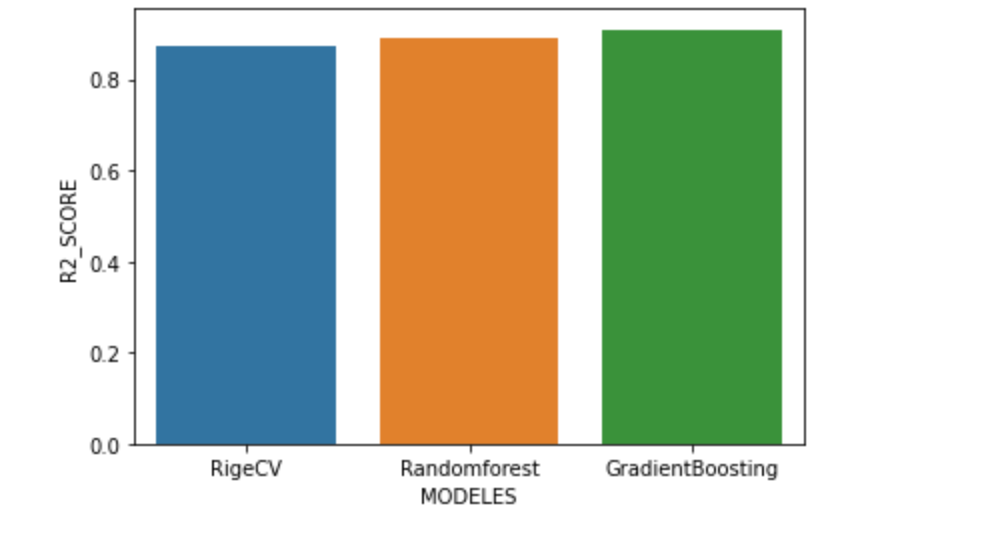 R2_SCORE
0.8
0.6
0.4
0.2
0.0
RigeCV
Randomforest
GradientBoosting
MODELES